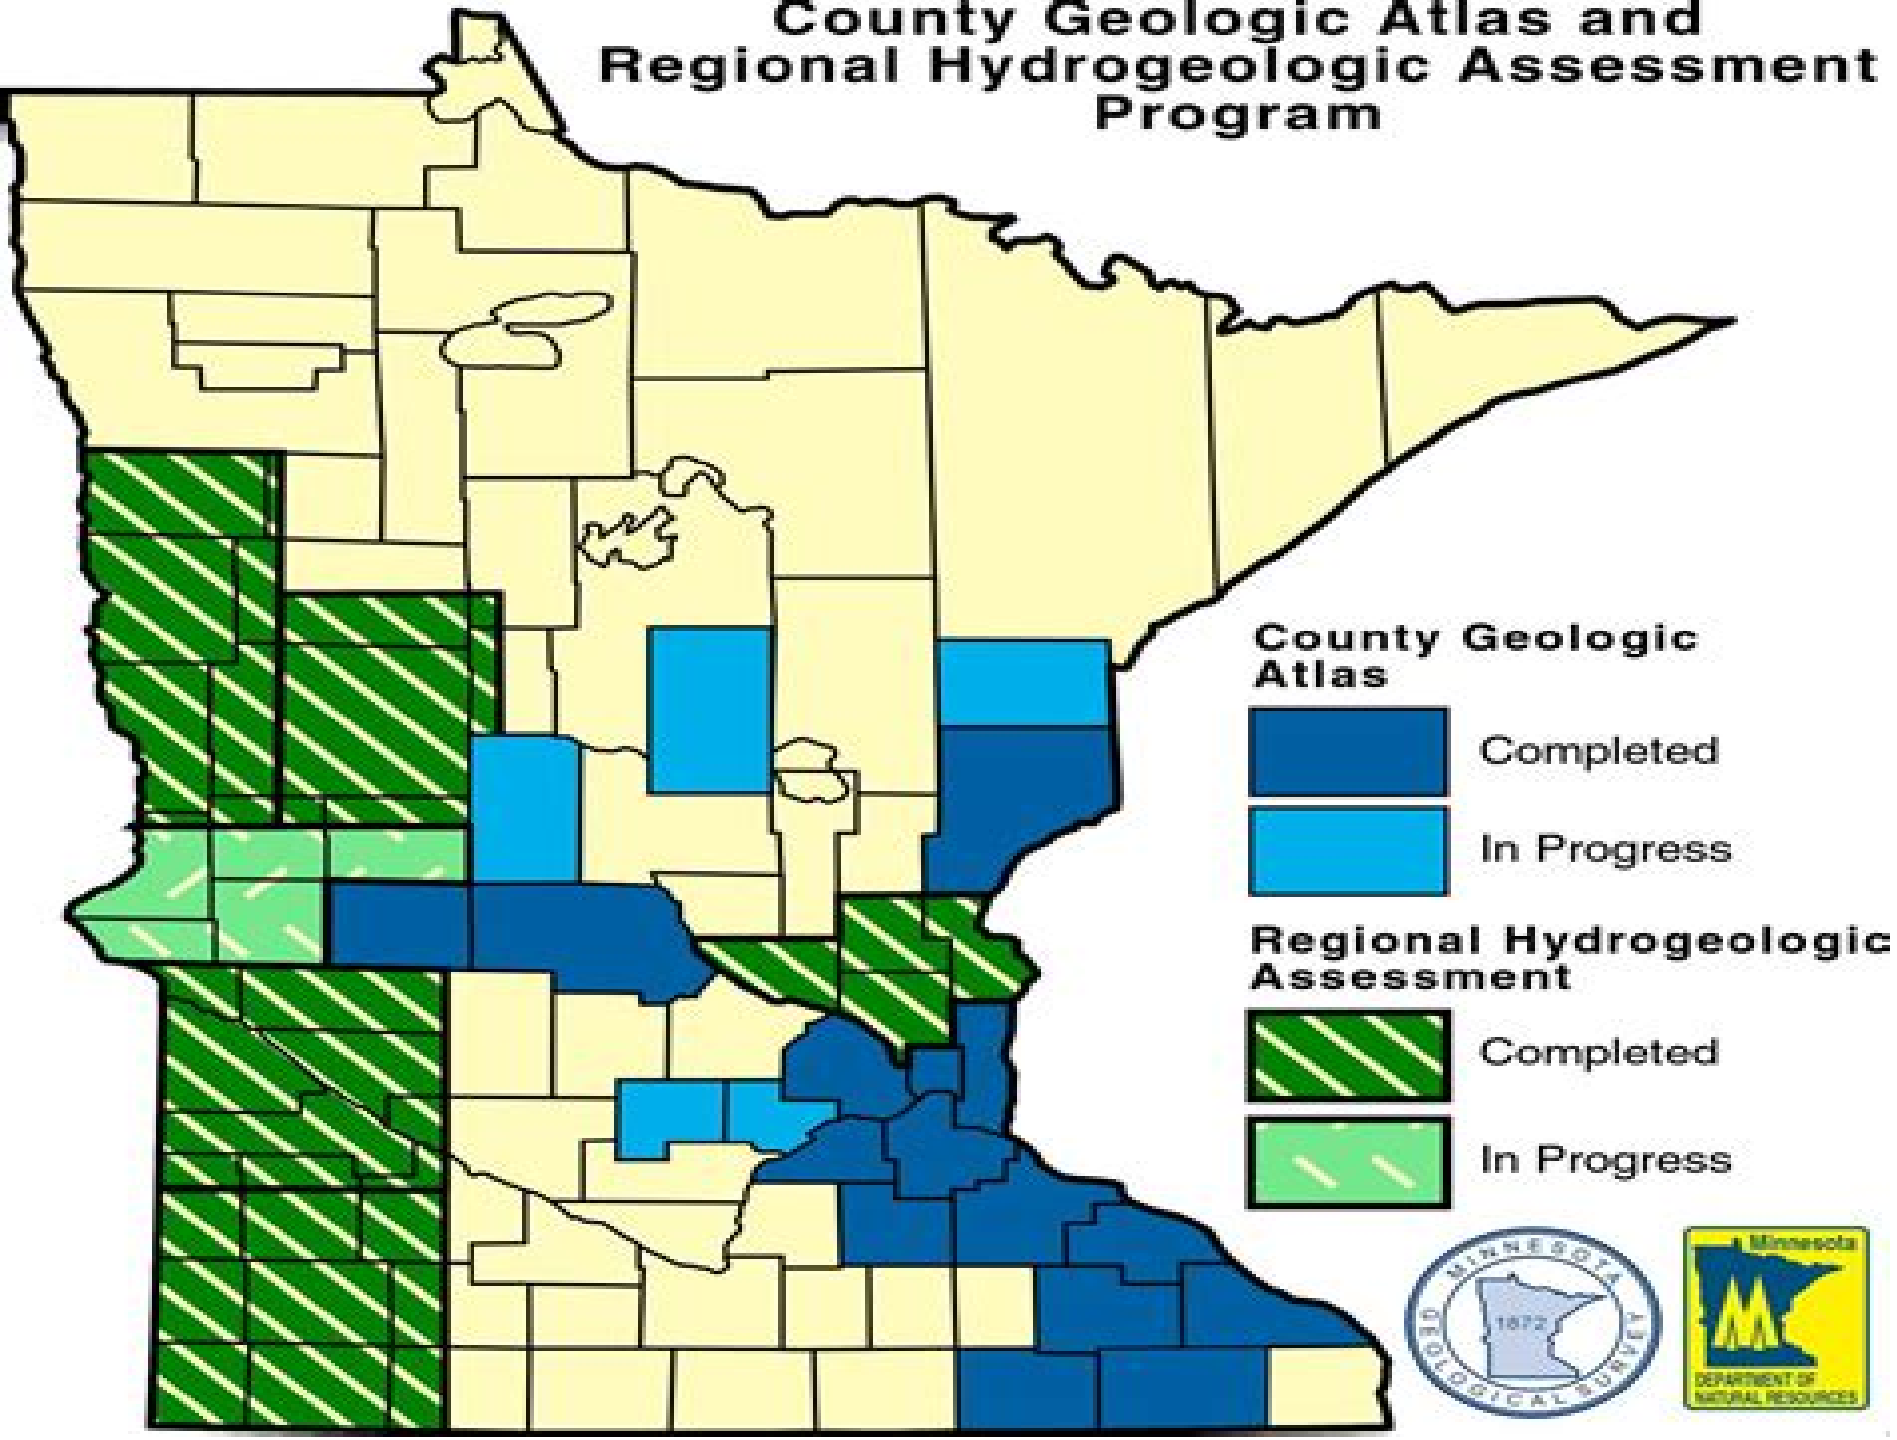 County Geologic Atlas and
Regional Hydrogeologic Assessment
Program
County Geologic
Atlas
Completed
In Progress
Regional Hydrogeologic
Assessment
Completed
In Progress
MINNESOTA
1872
GEOLOGICAL SURVEY
Minnesota
DEPARTMENT OF
NATURAL RESOURCES